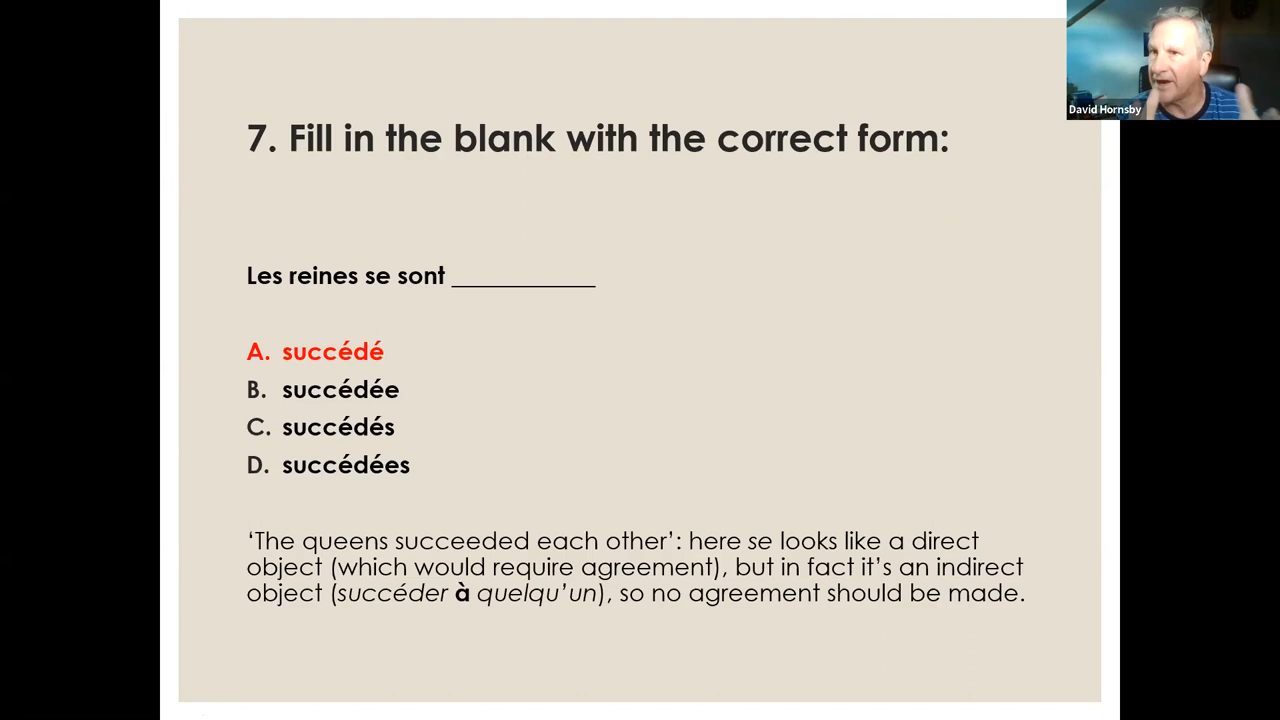 David Hornsby
7. Fill in the blank with the correct form:
Les reines se sont ___________
A. succédé
B. succédée
C. succédés
D. succédées
‘The queens succeeded each other’: here se looks like a direct
object (which would require agreement), but in fact it’s an indirect
object (succéder à quelqu’un), so no agreement should be made.